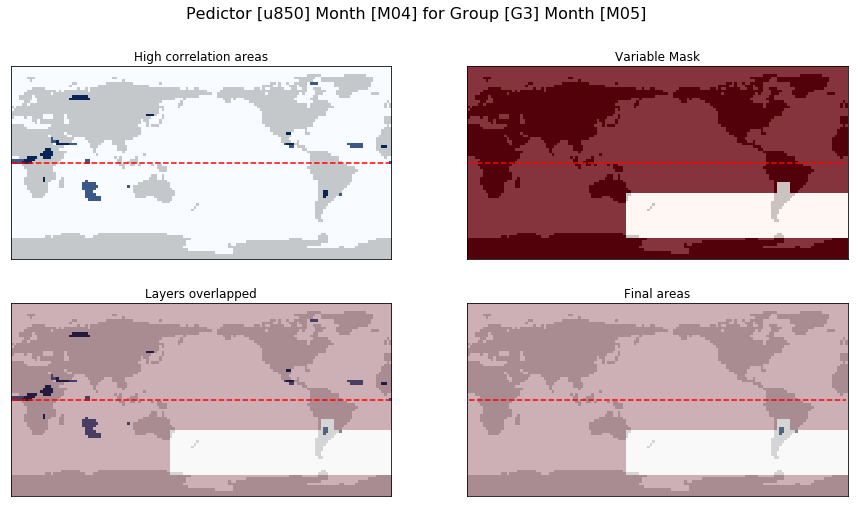 Pedictor [u850] Month [M04] for Group [G3] Month [M05]
High correlation areas
Variable Mask
Layers overlapped
Final areas